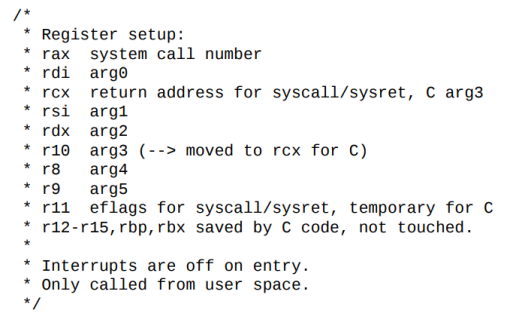 /*
* Register setup:
* rax system call number
* rdi arg0
* rcx return address for syscall/sysret, C arg3
* rsi arg1
* rdx arg2
* r10 arg3 (--> moved to rcx for C)
* r8 arg4
* r9 arg5
* r11 eflags for syscall/sysret, temporary for C
* r12-r15,rbp,rbx saved by C code, not touched.
*
* Interrupts are off on entry.
* Only called from user space.
*/